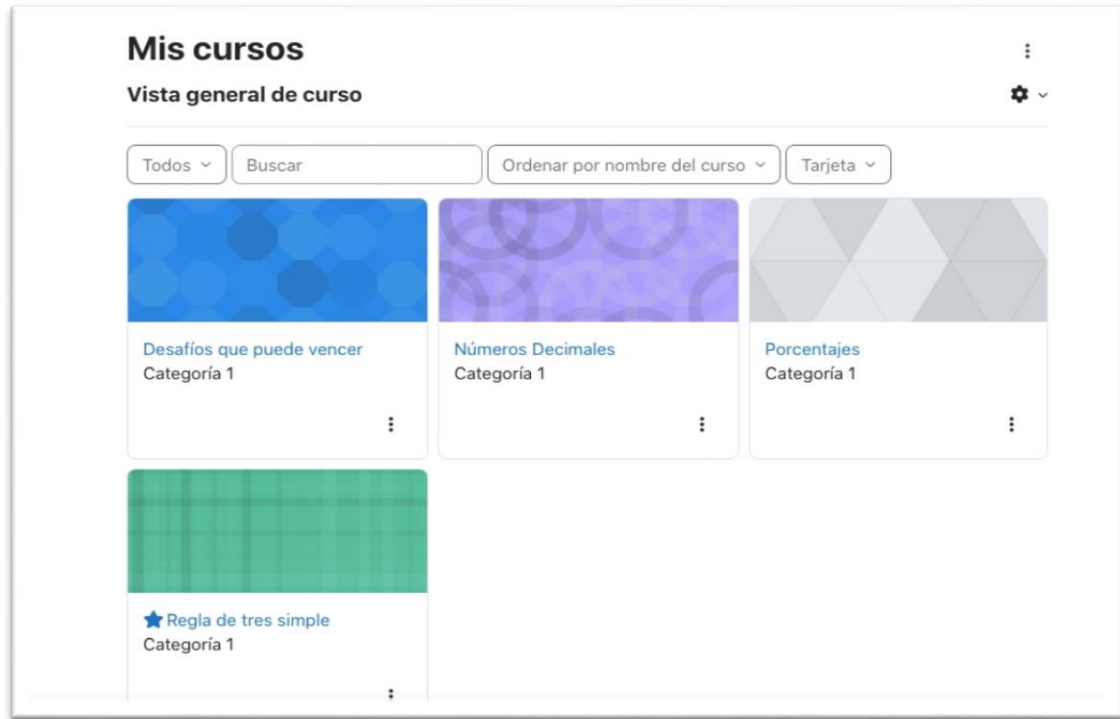 Mis cursos
Vista general de curso
Todos
Buscar
Ordenar por nombre del curso
Tarjeta
Desafíos que puede vencer
Categoría 1
Números Decimales
Categoría 1
Porcentajes
Categoría 1
Regla de tres simple
Categoría 1